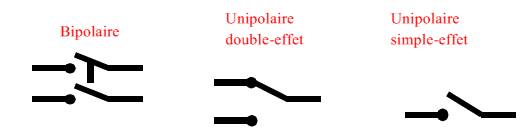 Bipolaire
Unipolaire
double-effet
Unipolaire
simple-effet